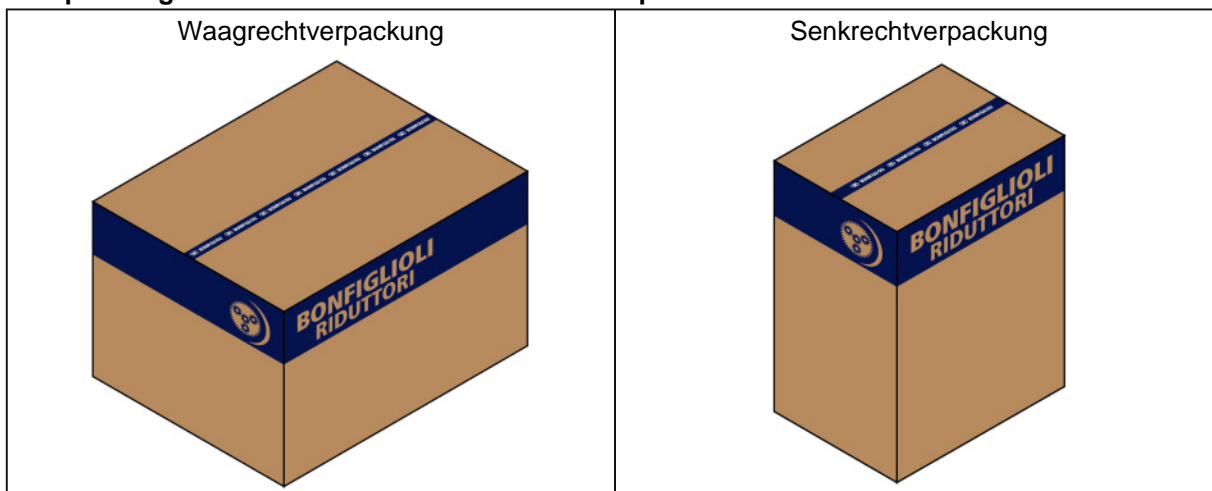 Waagrechtverpackung
Senkrechtverpackung
BONFIGLIOLI
RIDUTTORI
BONFIGLIOLI
RIDUTTORI